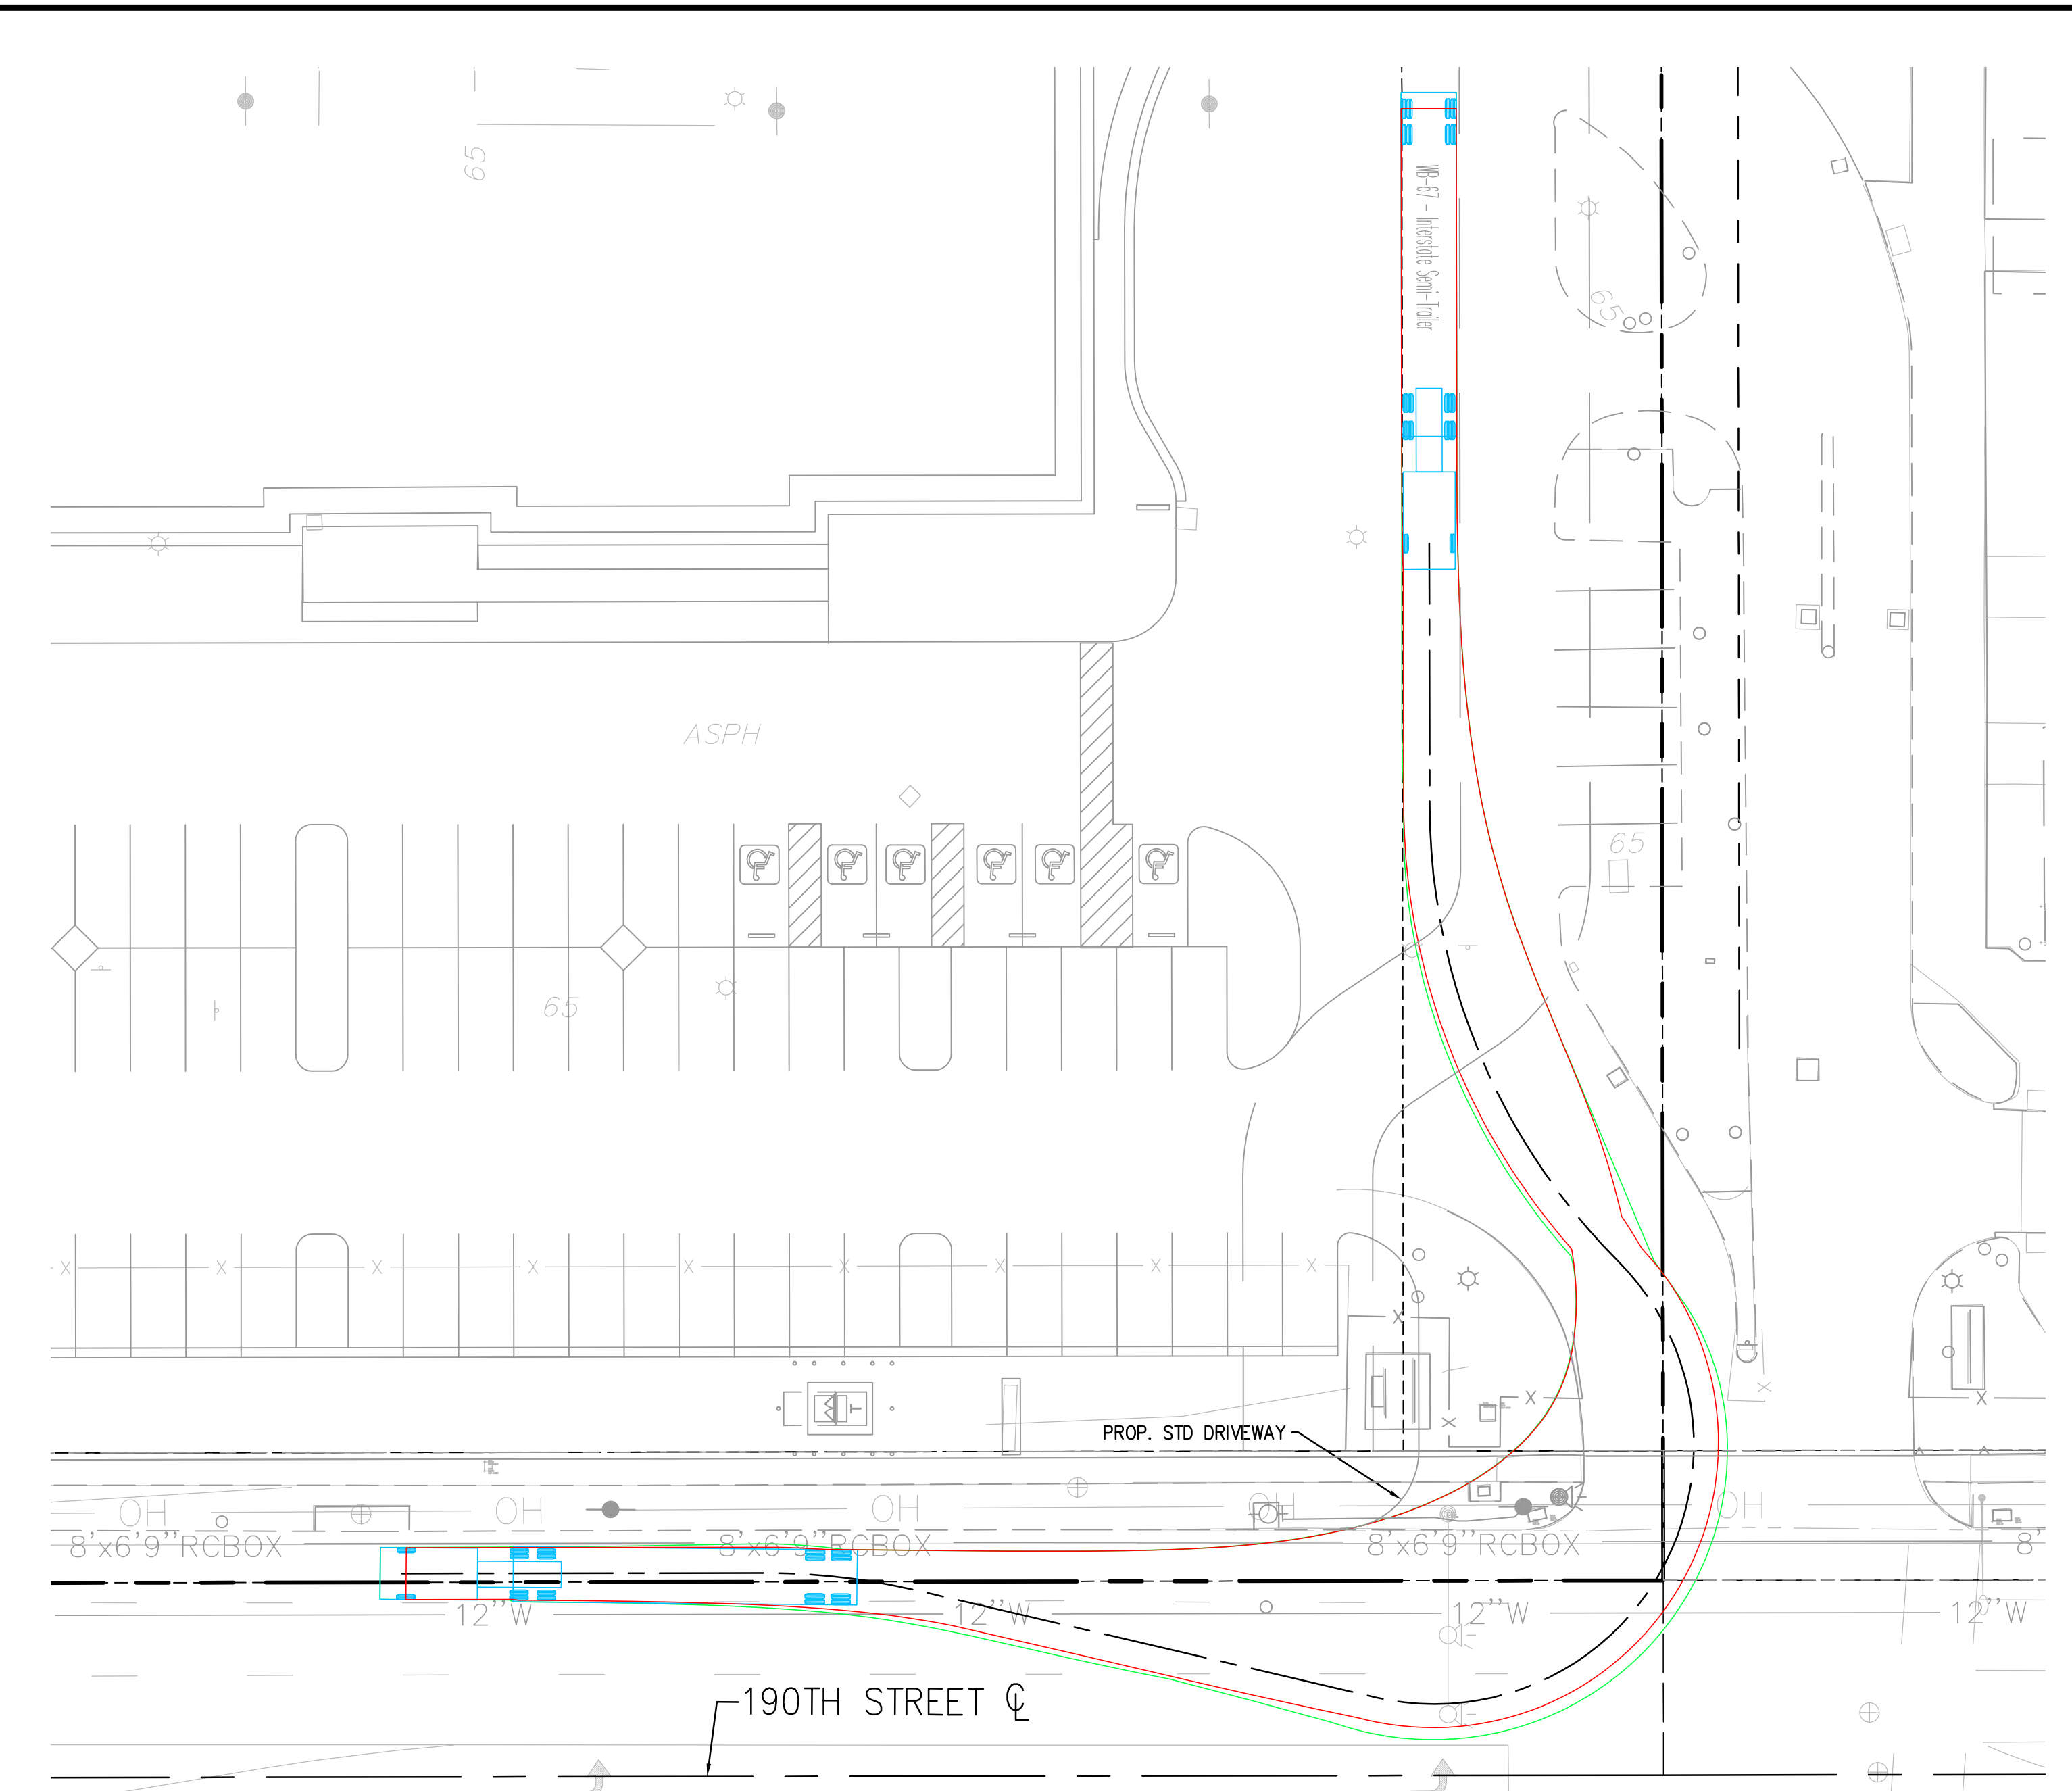 65
WB-67 - Interstate Semi-Trailer
65
ASPH
65
65
PROP. STD DRIVEWAY
OH OH OH OH OH
8'x6'9''RCBOX 8'x6'9''RCBOX 8'x6'9''RCBOX 8'
12''W 12''W 12''W 12''W
190TH STREET ℄